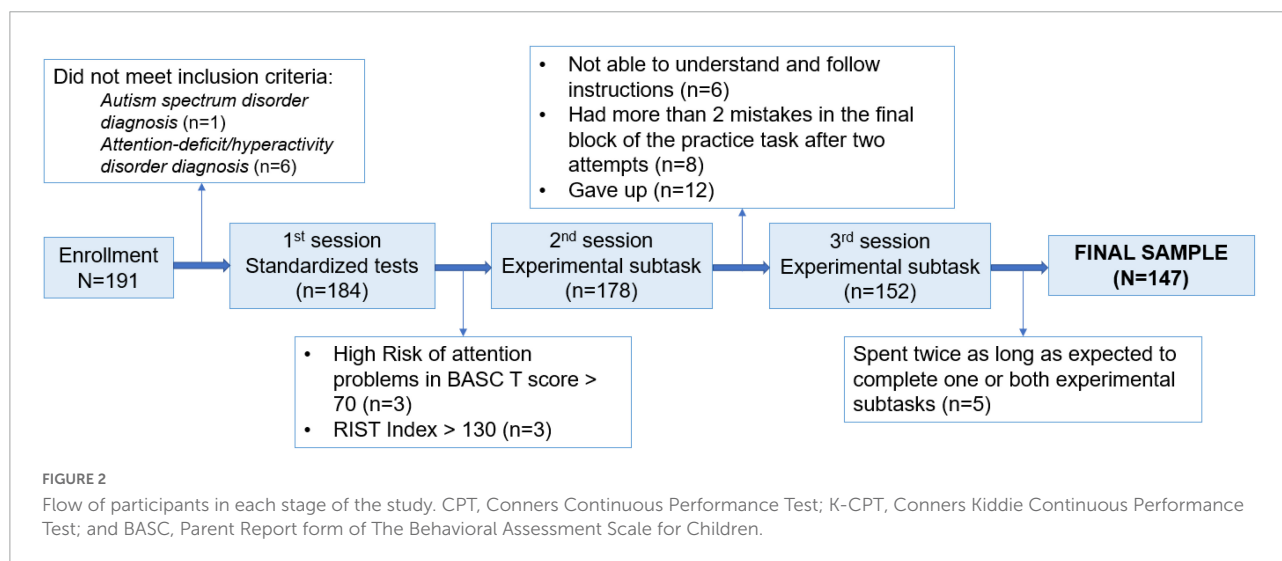 Did not meet inclusion criteria:
Autism spectrum disorder
diagnosis (n=1)
Attention-deficit/hyperactivity
disorder diagnosis (n=6)
• Not able to understand and follow
instructions (n=6)
• Had more than 2 mistakes in the final
block of the practice task after two
attempts (n=8)
• Gave up (n=12)
Enrollment
N=191
1st session
Standardized tests
(n=184)
2nd session
Experimental subtask
(n=178)
3rd session
Experimental subtask
(n=152)
FINAL SAMPLE
(N=147)
• High Risk of attention
problems in BASC T score >
70 (n=3)
• RIST Index > 130 (n=3)
Spent twice as long as expected to
complete one or both experimental
subtasks (n=5)
FIGURE 2
Flow of participants in each stage of the study. CPT, Conners Continuous Performance Test; K-CPT, Conners Kiddie Continuous Performance
Test; and BASC, Parent Report form of The Behavioral Assessment Scale for Children.